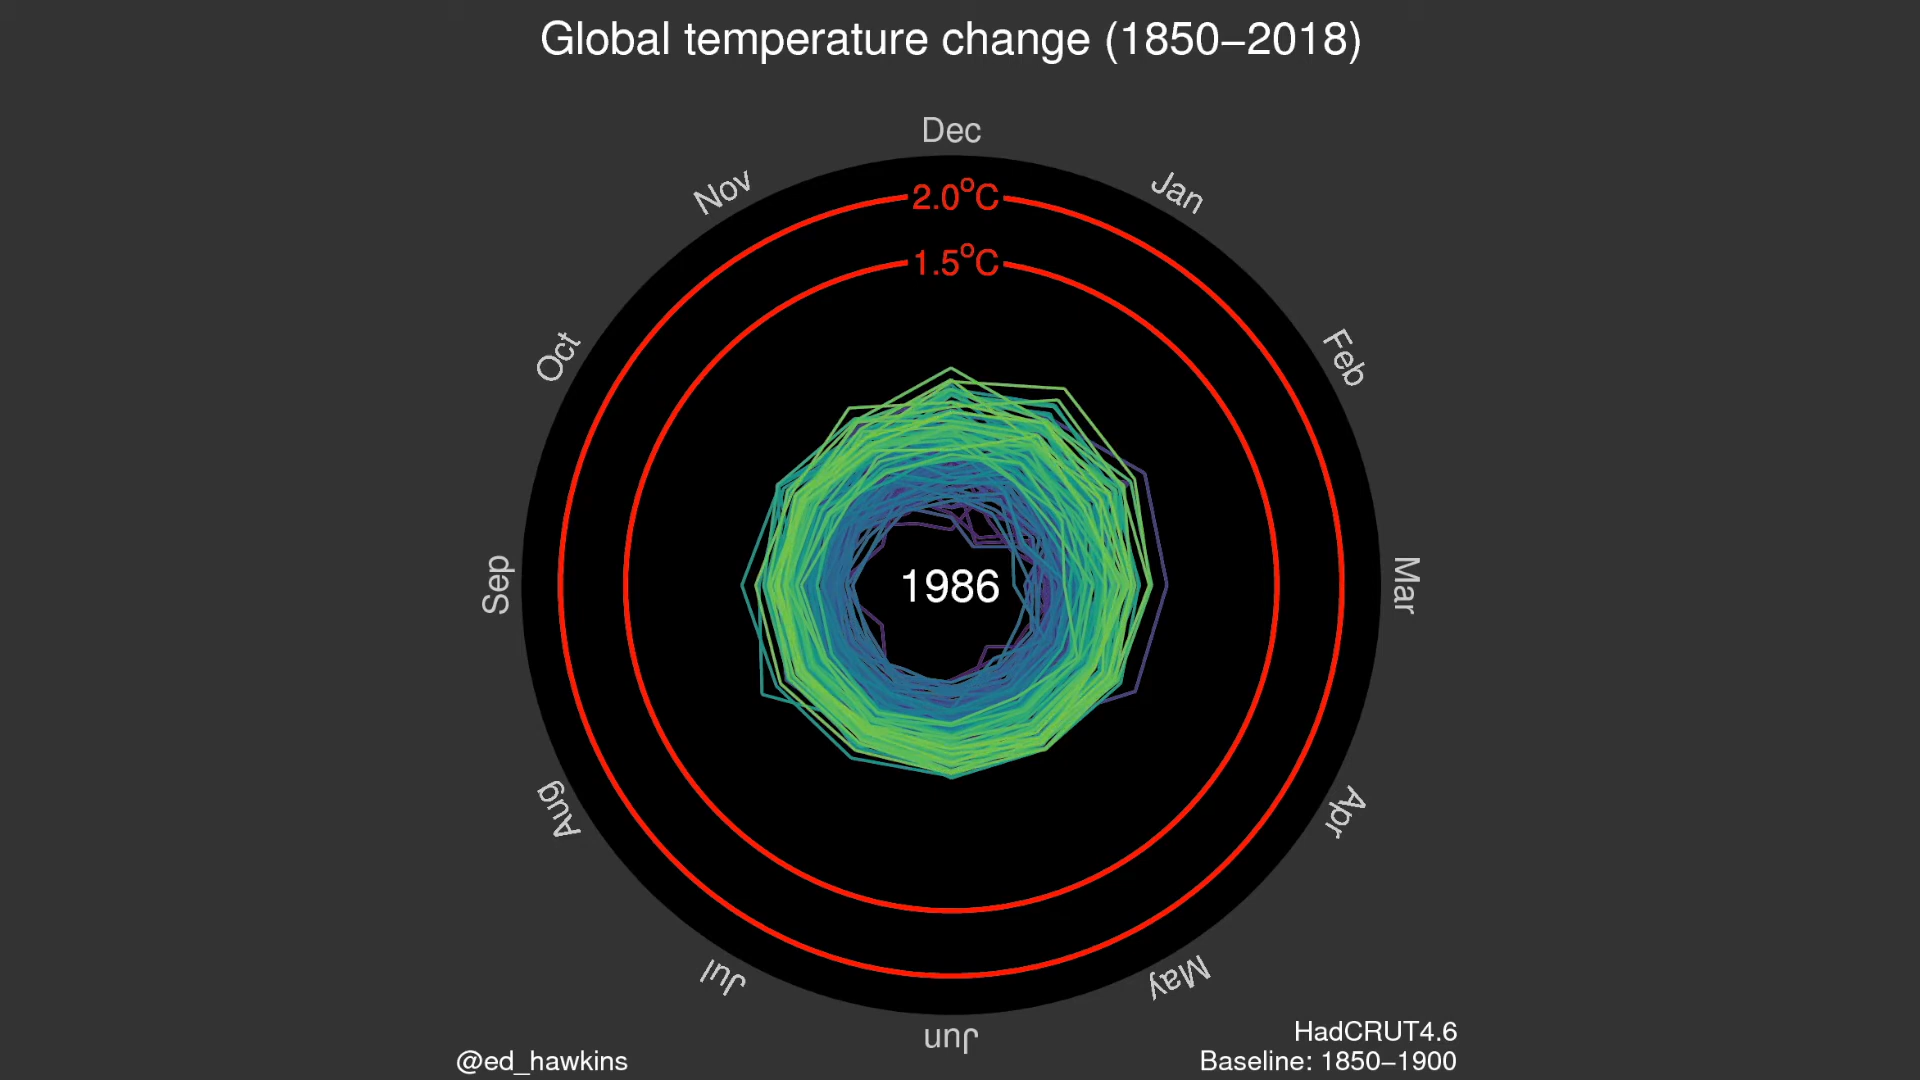 Global temperature change (1850–2018)
Dec
Nov
Jan
2.0°C
1.5°C
Oct
Feb
Sep
1986
Mar
Aug
Apr
Jul
May
Jun
HadCRUT4.6
@ed_hawkins
Baseline: 1850–1900